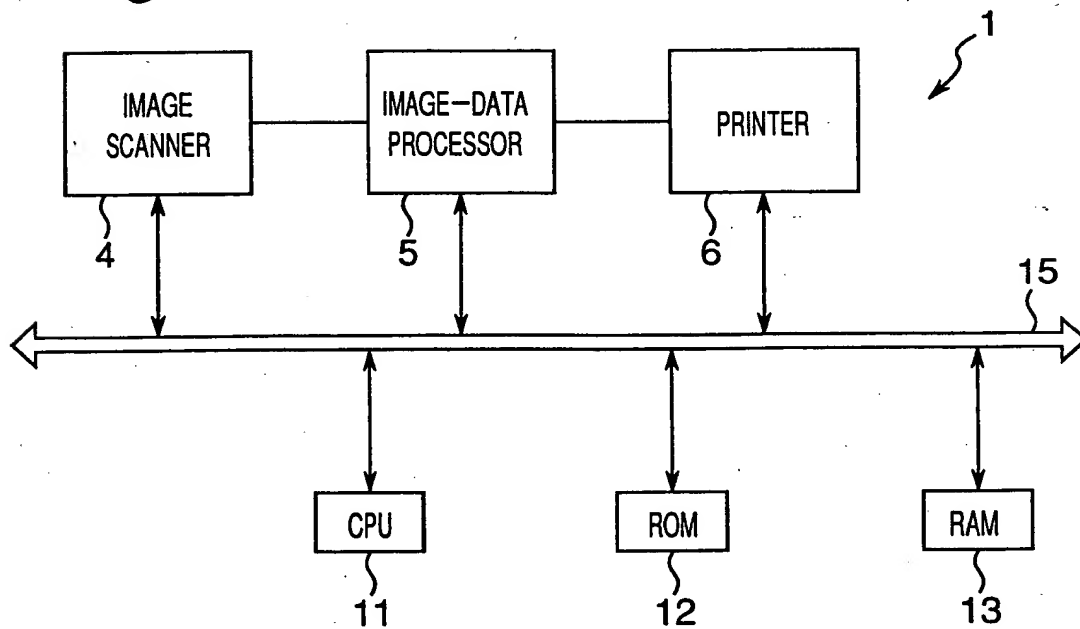 1
IMAGE
SCANNER
IMAGE-DATA
PROCESSOR
PRINTER
4
5
6
15
CPU
ROM
RAM
11
12
13